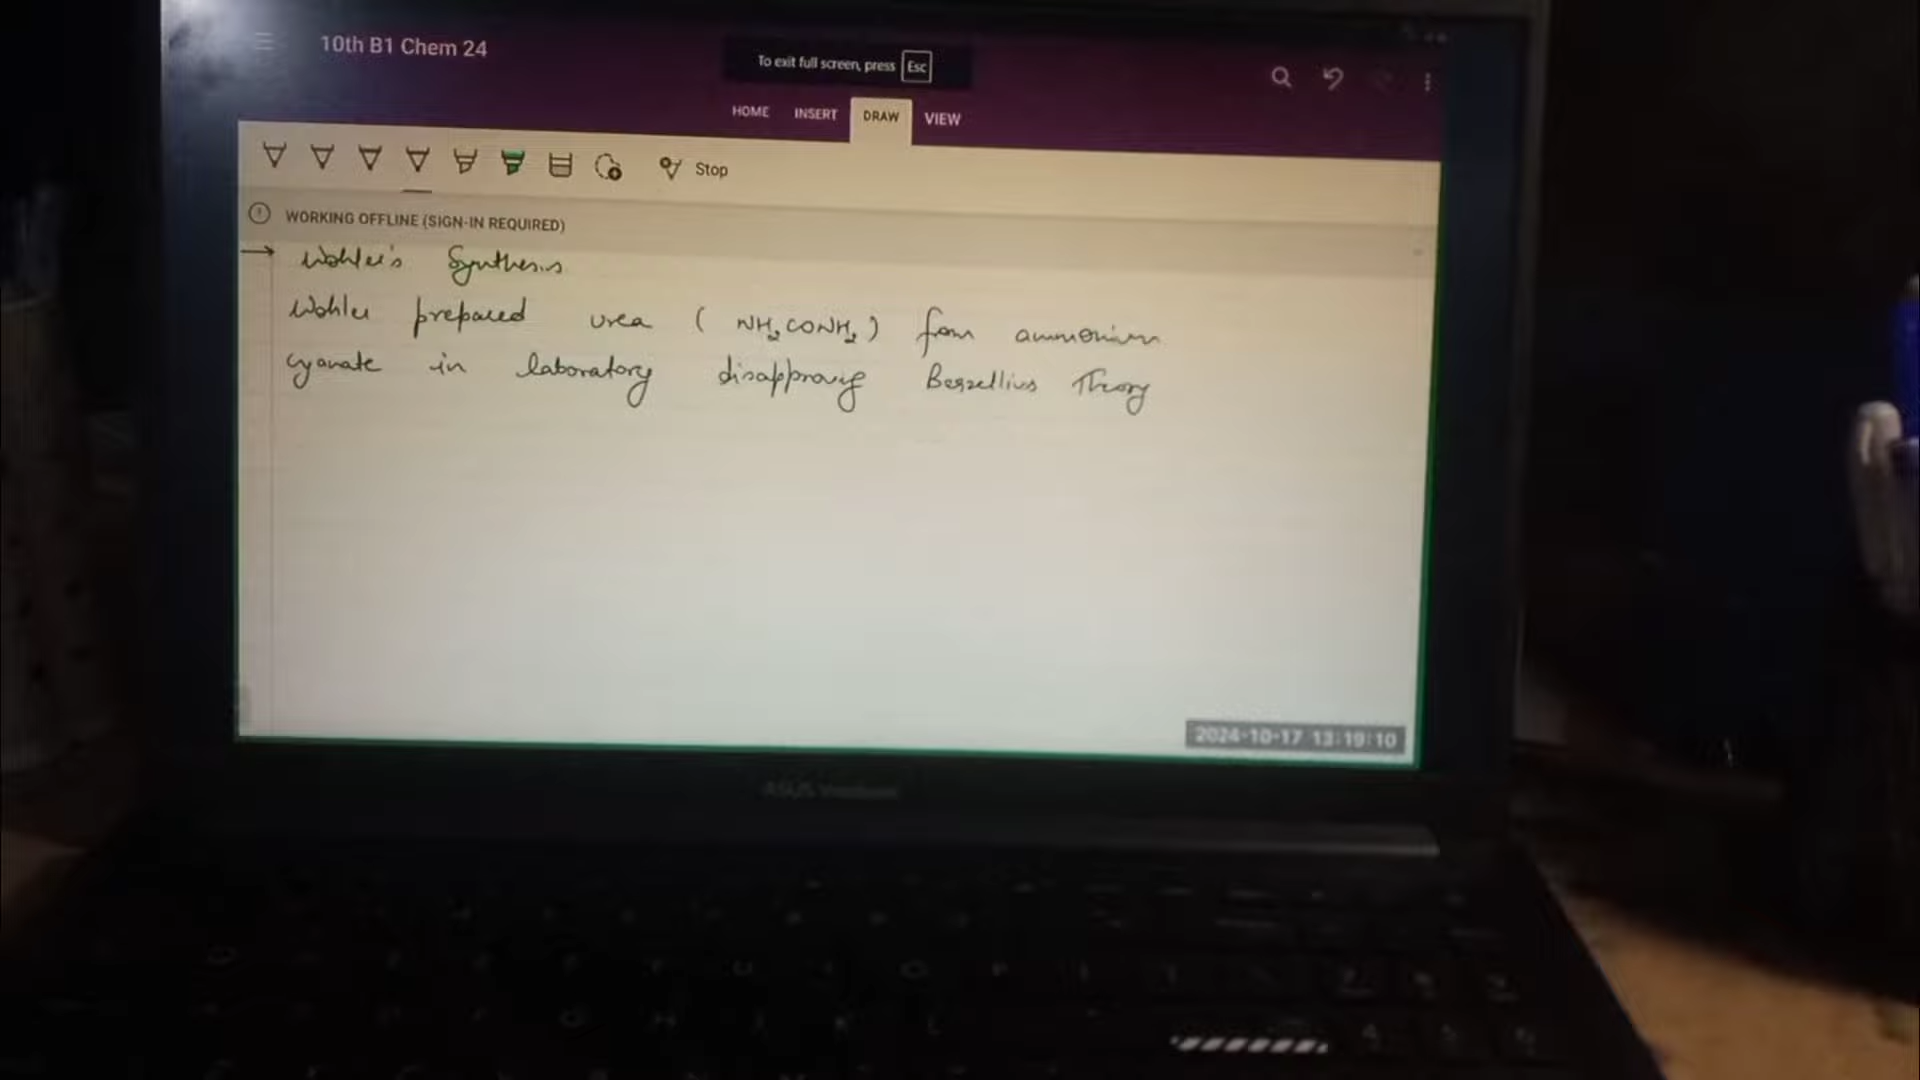 10th B1 Chem 24
To exit full screen, press Esc
HOME INSERT DRAW VIEW
Stop
WORKING OFFLINE (SIGN-IN REQUIRED)
→ Wohler's Synthesis
Wohler prepared urea ( NH₂CONH₂ ) from ammonium
cyanate in laboratory disapproving Berzellius Theory
2024-10-17 13:19:10